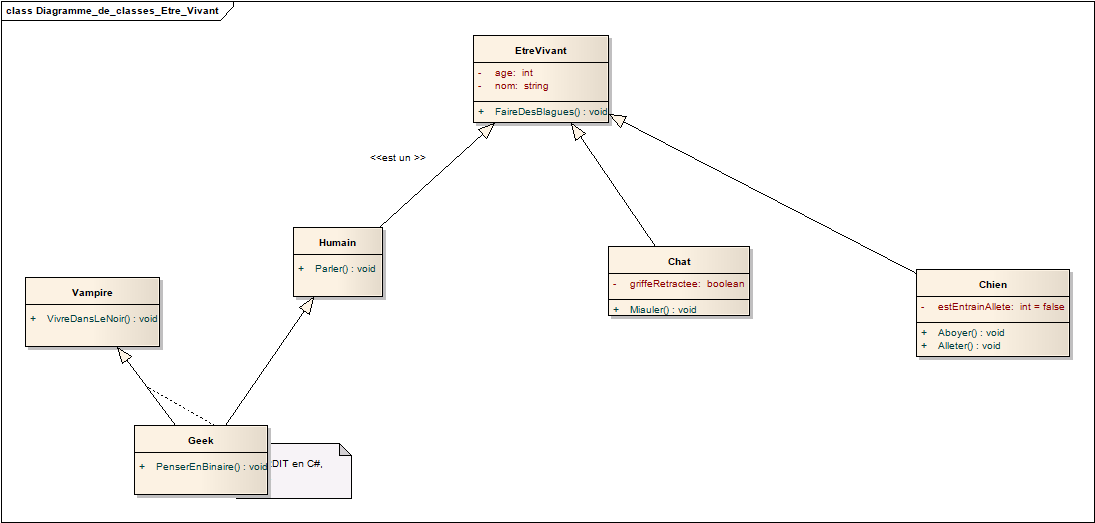 class Diagramme_de_classes_Etre_Vivant
EtreVivant
- age: int
- nom: string
+ FaireDesBlagues() : void
<<est un >>
Humain
+ Parler() : void
Chat
- griffeRetractee: boolean
+ Miauler() : void
Chien
- estEntrainAllete: int = false
+ Aboyer() : void
+ Alleter() : void
Vampire
+ VivreDansLeNoir() : void
Geek
+ PenserEnBinaire() : void
en C#,